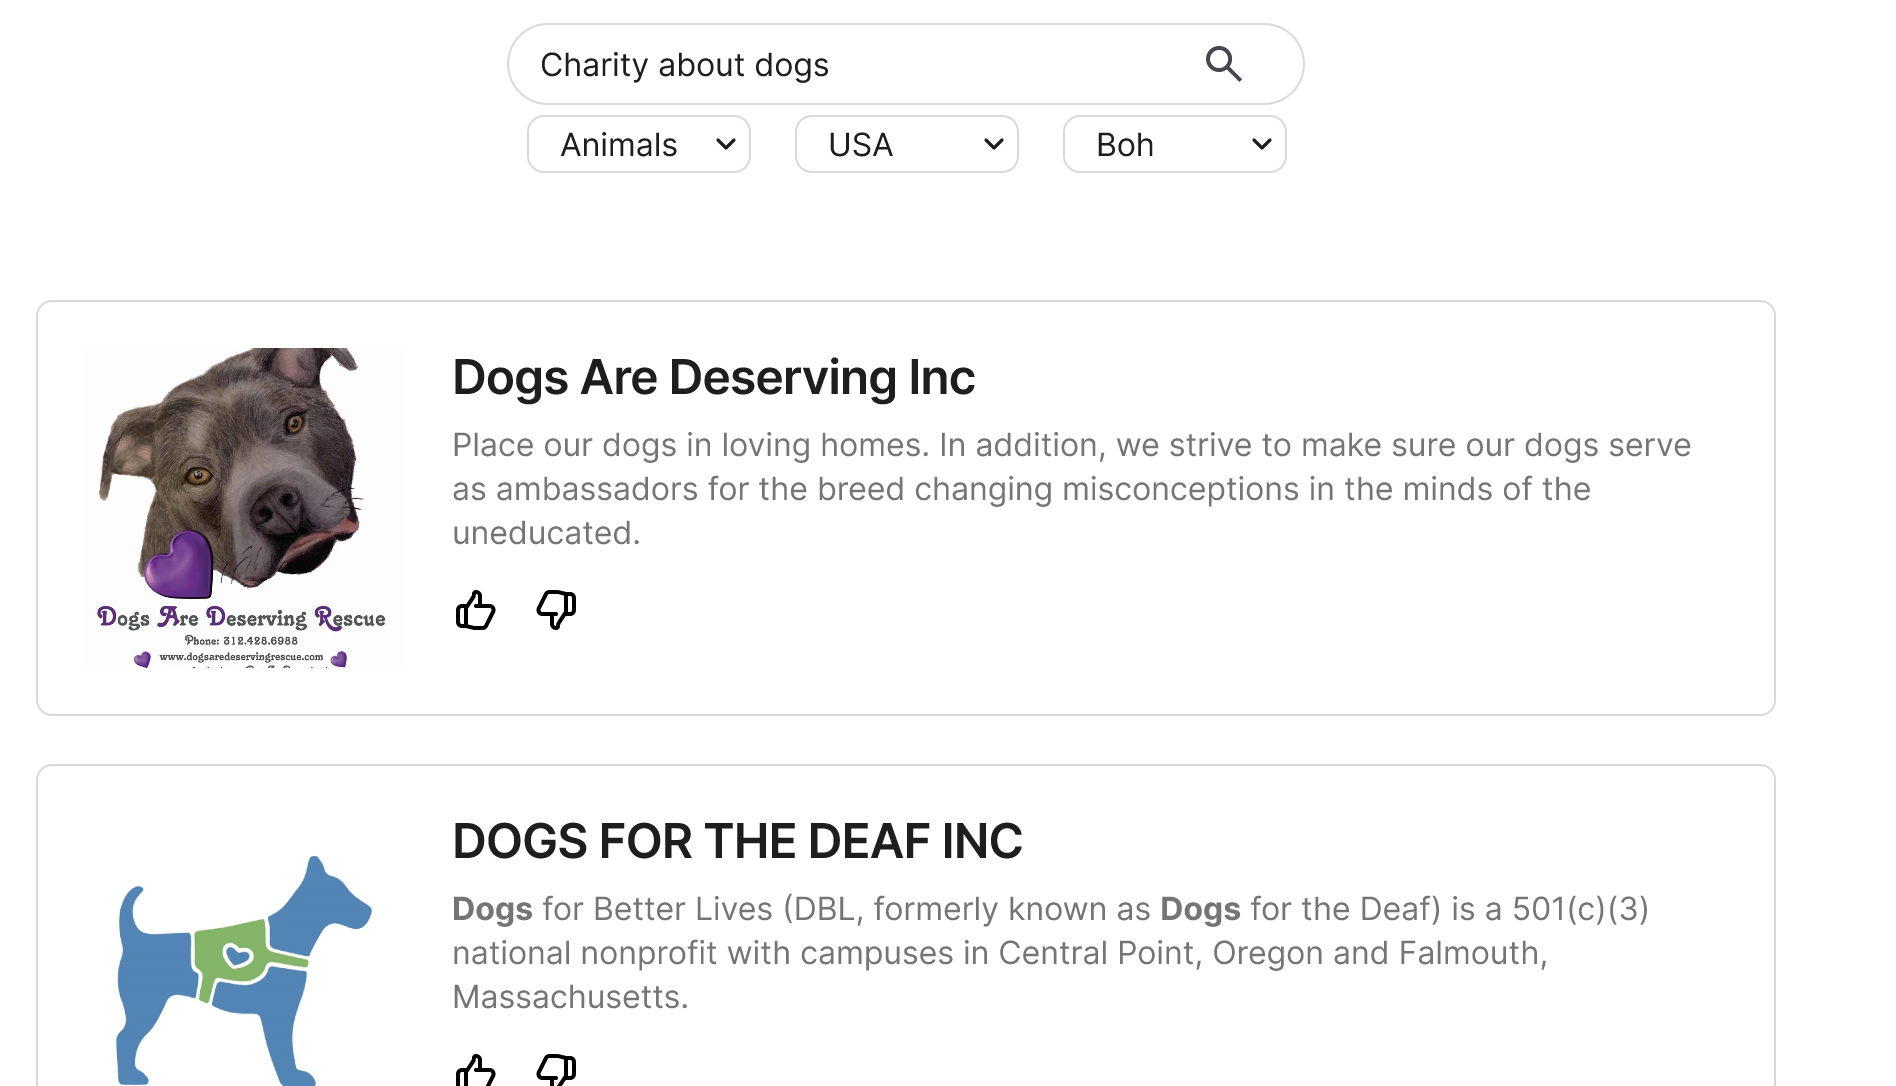 Charity about dogs
Animals
USA
Boh
Dogs Are Deserving Inc
Place our dogs in loving homes. In addition, we strive to make sure our dogs serve
as ambassadors for the breed changing misconceptions in the minds of the
uneducated.
Dogs Are Deserving Rescue
Phone: 312.428.6988
www.dogsaredeservingrescue.com
DOGS FOR THE DEAF INC
Dogs for Better Lives (DBL, formerly known as Dogs for the Deaf) is a 501(c)(3)
national nonprofit with campuses in Central Point, Oregon and Falmouth,
Massachusetts.